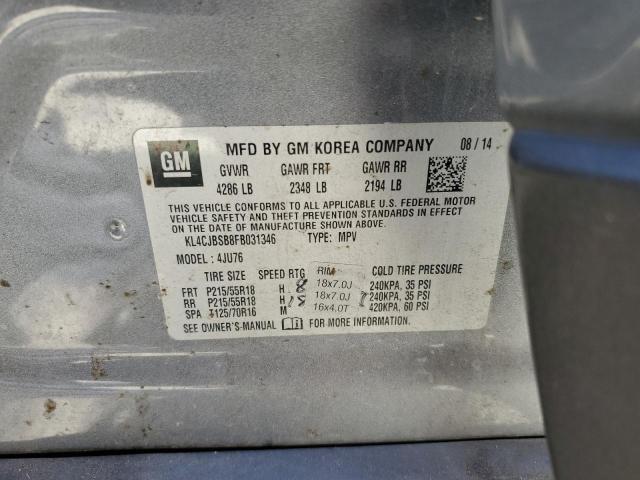 GM
MFD BY GM KOREA COMPANY 08/14
GVWR GAWR FRT GAWR RR
4286 LB 2348 LB 2194 LB
THIS VEHICLE CONFORMS TO ALL APPLICABLE U.S. FEDERAL MOTOR
VEHICLE SAFETY AND THEFT PREVENTION STANDARDS IN EFFECT
ON THE DATE OF MANUFACTURE SHOWN ABOVE.
KL4CJBSB8FB031346 TYPE: MPV
MODEL: 4JU76
TIRE SIZE SPEED RTG RIM COLD TIRE PRESSURE
FRT P215/55R18 H 18x7.0J 240KPA, 35 PSI
RR P215/55R18 H 18x7.0J 240KPA, 35 PSI
SPA T125/70R16 M 16x4.0T 420KPA, 60 PSI
SEE OWNER'S-MANUAL FOR MORE INFORMATION.